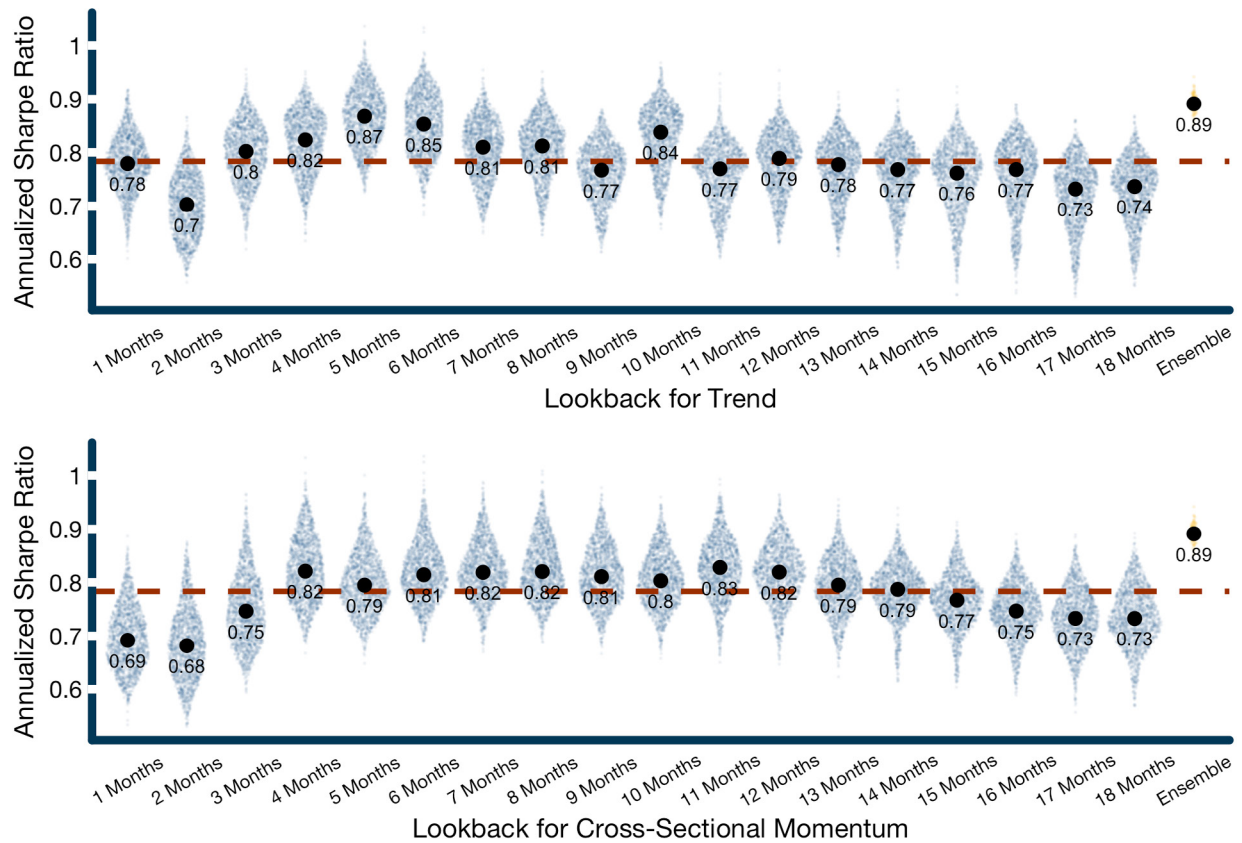 Annualized Sharpe Ratio
1
0.9
0.8
0.7
0.6
0.78
0.7
0.8
0.82
0.87
0.85
0.81
0.81
0.77
0.84
0.77
0.79
0.78
0.77
0.76
0.77
0.73
0.74
0.89
1 Months
2 Months
3 Months
4 Months
5 Months
6 Months
7 Months
8 Months
9 Months
10 Months
11 Months
12 Months
13 Months
14 Months
15 Months
16 Months
17 Months
18 Months
Ensemble
Lookback for Trend
Annualized Sharpe Ratio
1
0.9
0.8
0.7
0.6
0.69
0.68
0.75
0.82
0.79
0.81
0.82
0.82
0.81
0.8
0.83
0.82
0.79
0.79
0.77
0.75
0.73
0.73
0.89
1 Months
2 Months
3 Months
4 Months
5 Months
6 Months
7 Months
8 Months
9 Months
10 Months
11 Months
12 Months
13 Months
14 Months
15 Months
16 Months
17 Months
18 Months
Ensemble
Lookback for Cross-Sectional Momentum